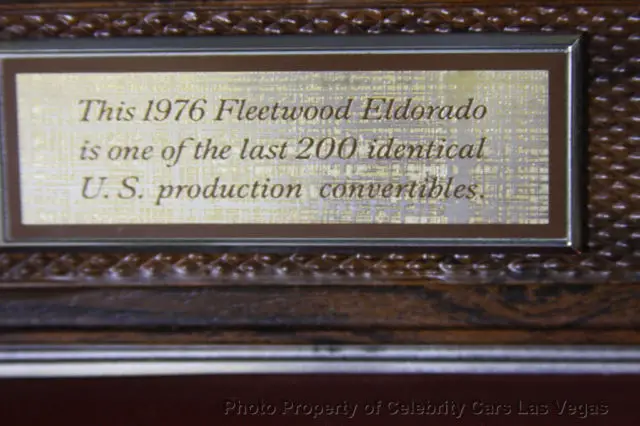 This 1976 Fleetwood Eldorado
is one of the last 200 identical
U.S. production convertibles.
Photo Property of Celebrity Cars Las Vegas